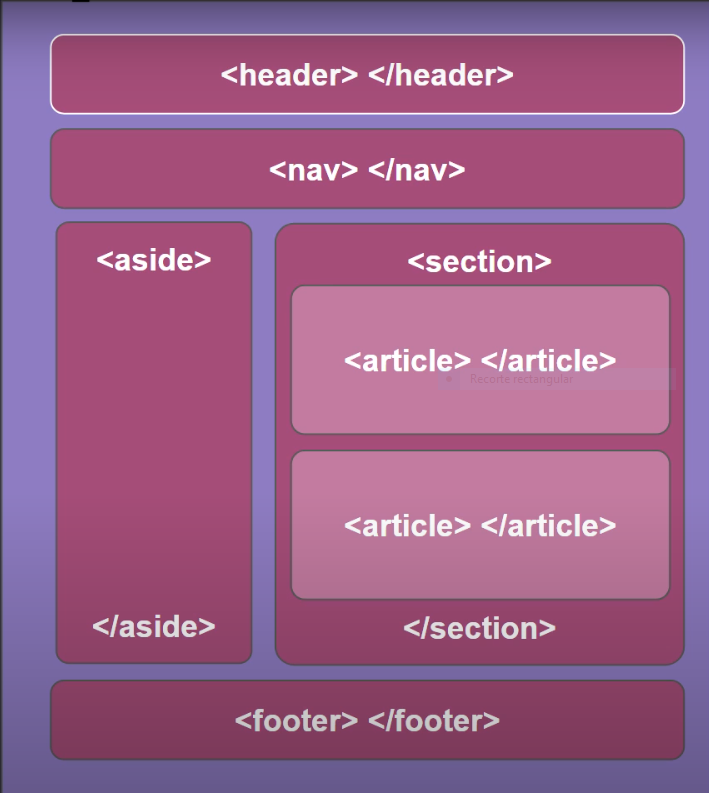 <header> </header>
<nav> </nav>
<aside>
<section>
<article> </article>
Recorte rectangular
<article> </article>
</aside>
</section>
<footer> </footer>